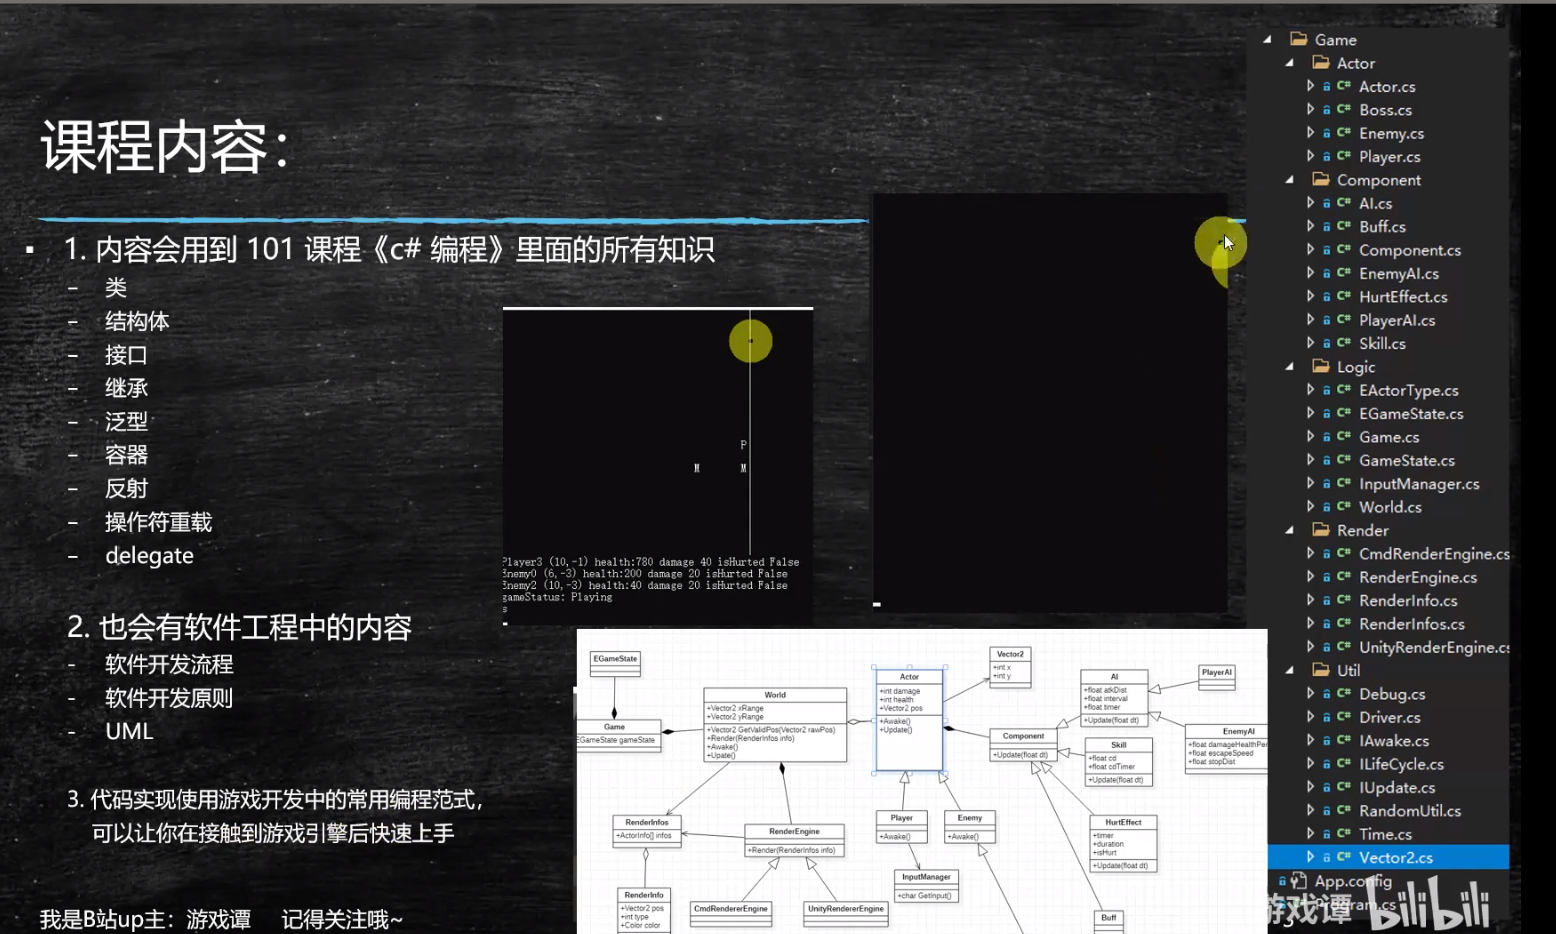 课程内容：
▪ 1. 内容会用到 101 课程《c# 编程》里面的所有知识
– 类
– 结构体
– 接口
– 继承
– 泛型
– 容器
– 反射
– 操作符重载
– delegate
2. 也会有软件工程中的内容
- 软件开发流程
- 软件开发原则
- UML
3. 代码实现使用游戏开发中的常用编程范式，
可以让你在接触到游戏引擎后快速上手
我是B站up主：游戏谭 记得关注哦~
P
M M
Player3 (10,-1) health:780 damage 40 isHurted False
Enemy0 (6,-3) health:200 damage 20 isHurted False
Enemy2 (10,-3) health:40 damage 20 isHurted False
gameStatus: Playing
s
EGameState
Game
EGameState gameState
World
+Vector2 xRange
+Vector2 yRange
+Vector2 GetValidPos(Vector2 rawPos)
+Render(RenderInfos info)
+Awake()
+Upate()
Actor
+int damage
+int health
+Vector2 pos
+Awake()
+Update()
Vector2
+int x
+int y
AI
+float atkDist
+float interval
+float timer
+Update(float dt)
PlayerAI
Component
+Update(float dt)
Skill
+float cd
+float cdTimer
+Update(float dt)
EnemyAI
+float damageHealthPer
+float escapeSpeed
+float stopDist
RenderInfos
+ActorInfo[] infos
RenderEngine
+Render(RenderInfos info)
Player
+Awake()
Enemy
+Awake()
HurtEffect
+timer
+duration
+isHurt
+Update(float dt)
InputManager
+char GetInput()
RenderInfo
+Vector2 pos
+int type
+Color color
CmdRendererEngine
UnityRendererEngine
Buff
Game
Actor
C# Actor.cs
C# Boss.cs
C# Enemy.cs
C# Player.cs
Component
C# AI.cs
C# Buff.cs
C# Component.cs
C# EnemyAI.cs
C# HurtEffect.cs
C# PlayerAI.cs
C# Skill.cs
Logic
C# EActorType.cs
C# EGameState.cs
C# Game.cs
C# GameState.cs
C# InputManager.cs
C# World.cs
Render
C# CmdRenderEngine.cs
C# RenderEngine.cs
C# RenderInfo.cs
C# RenderInfos.cs
C# UnityRenderEngine.cs
Util
C# Debug.cs
C# Driver.cs
C# IAwake.cs
C# ILifeCycle.cs
C# IUpdate.cs
C# RandomUtil.cs
C# Time.cs
C# Vector2.cs
App.config
Program.cs
游戏谭 bilibili
3